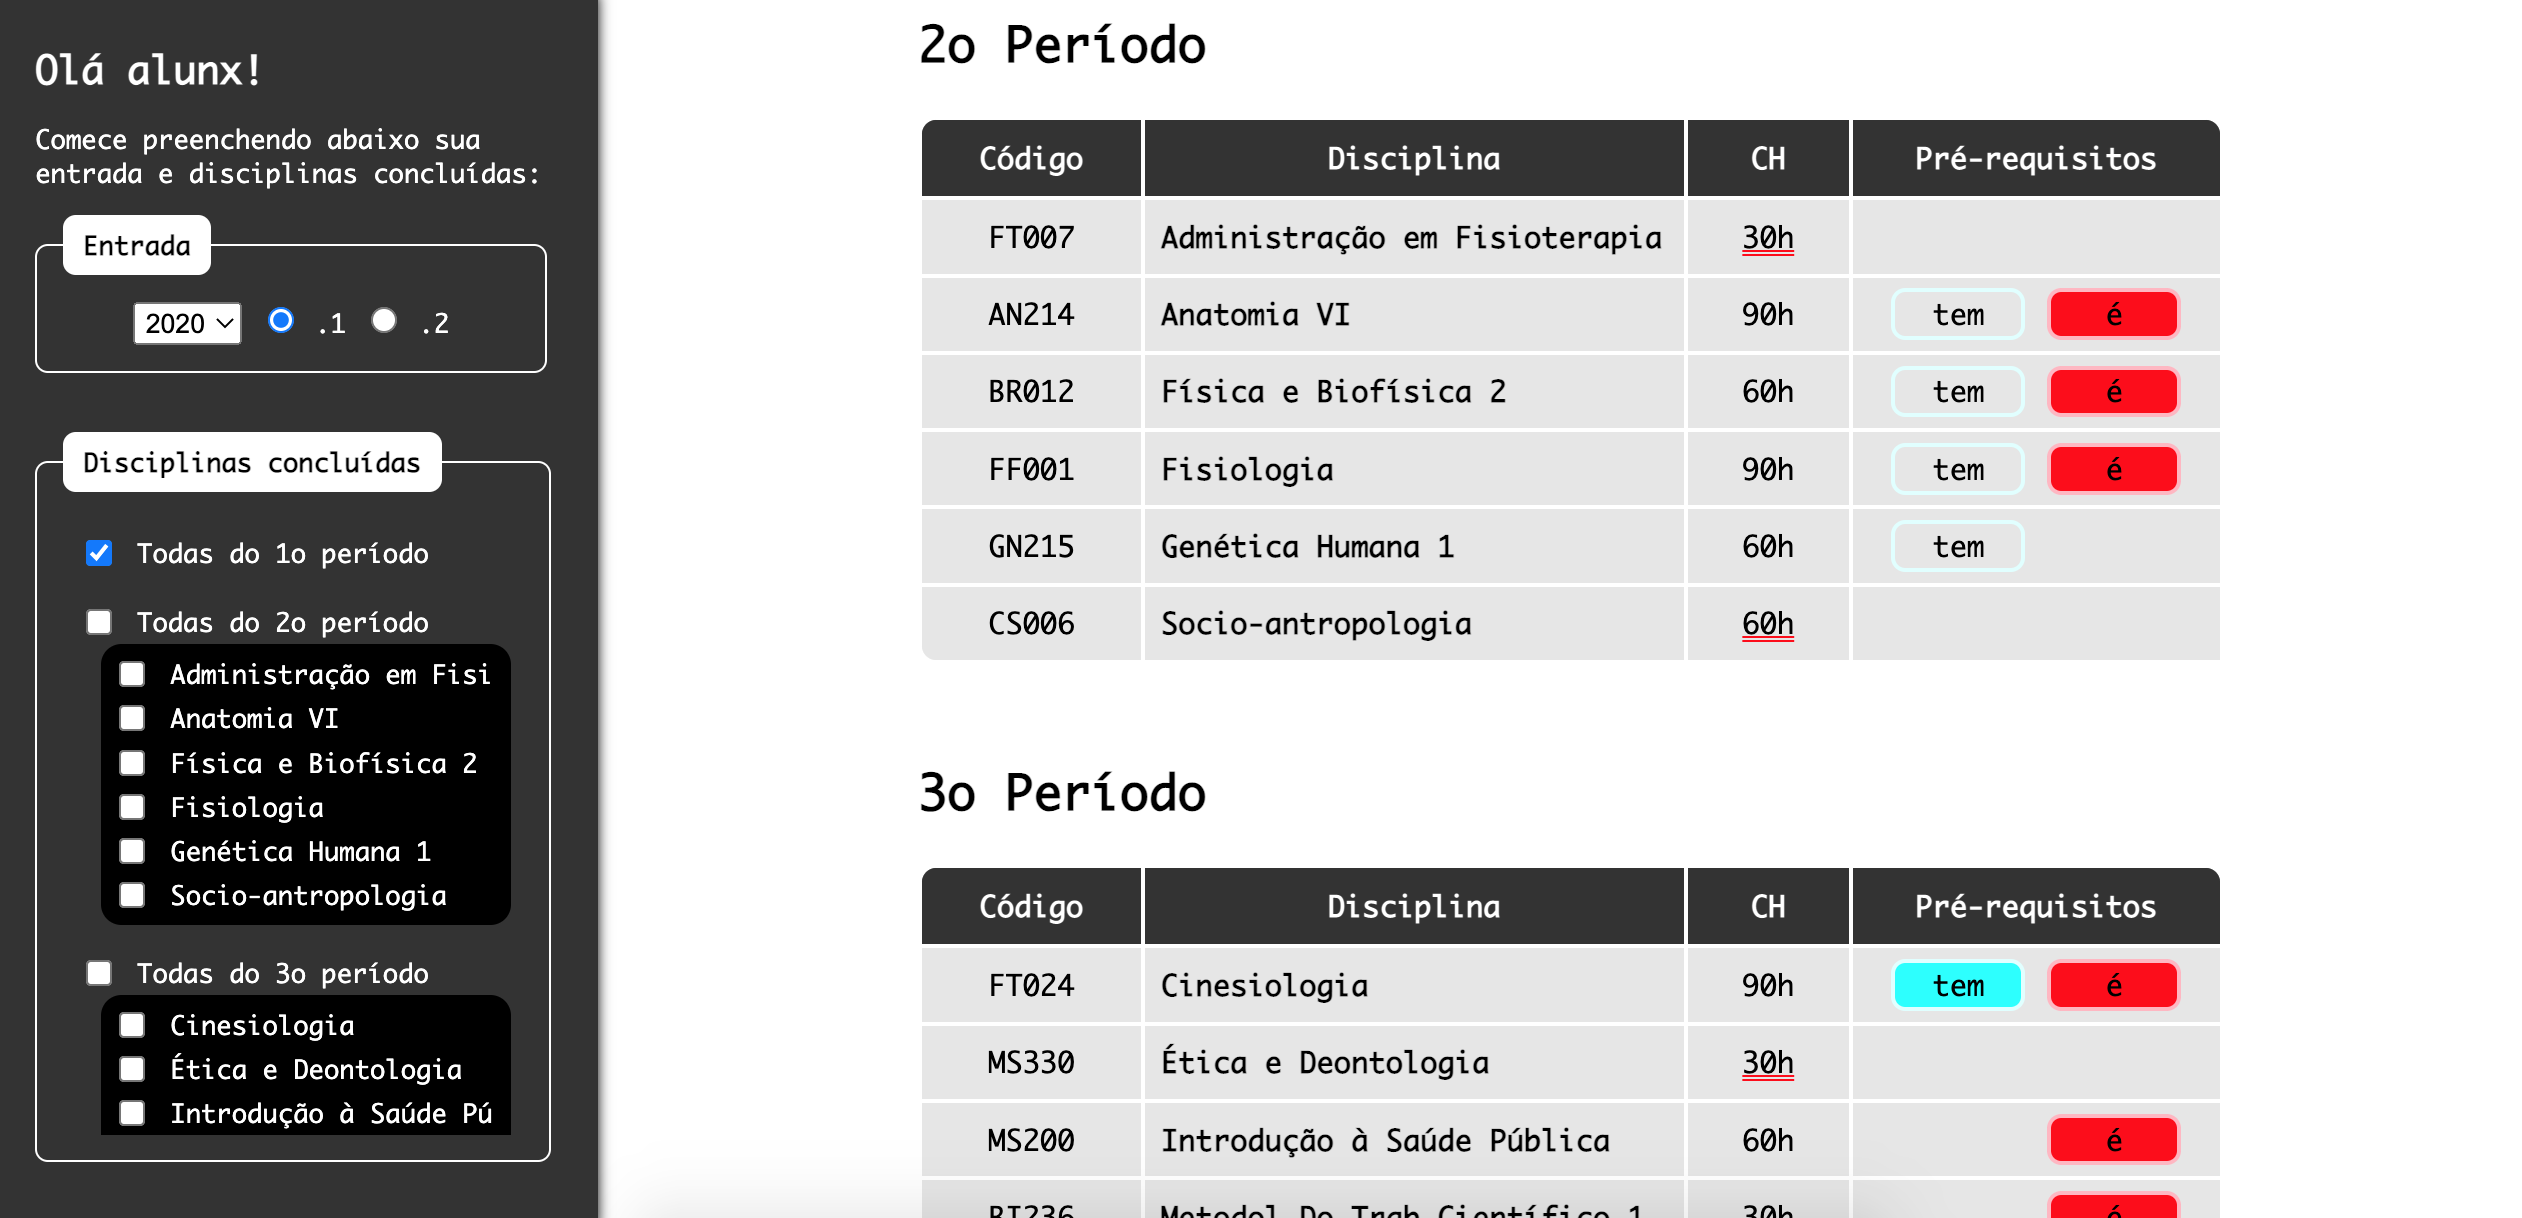 Olá alunx!
Comece preenchendo abaixo sua
entrada e disciplinas concluídas:
Entrada
2020 .1 .2
Disciplinas concluídas
Todas do 1o período
Todas do 2o período
Administração em Fisi
Anatomia VI
Física e Biofísica 2
Fisiologia
Genética Humana 1
Socio-antropologia
Todas do 3o período
Cinesiologia
Ética e Deontologia
Introdução à Saúde Pú
2o Período
Código Disciplina CH Pré-requisitos
FT007 Administração em Fisioterapia 30h
AN214 Anatomia VI 90h tem é
BR012 Física e Biofísica 2 60h tem é
FF001 Fisiologia 90h tem é
GN215 Genética Humana 1 60h tem
CS006 Socio-antropologia 60h
3o Período
Código Disciplina CH Pré-requisitos
FT024 Cinesiologia 90h tem é
MS330 Ética e Deontologia 30h
MS200 Introdução à Saúde Pública 60h é
BI236 Metodol Do Trab Científico 1 30h é